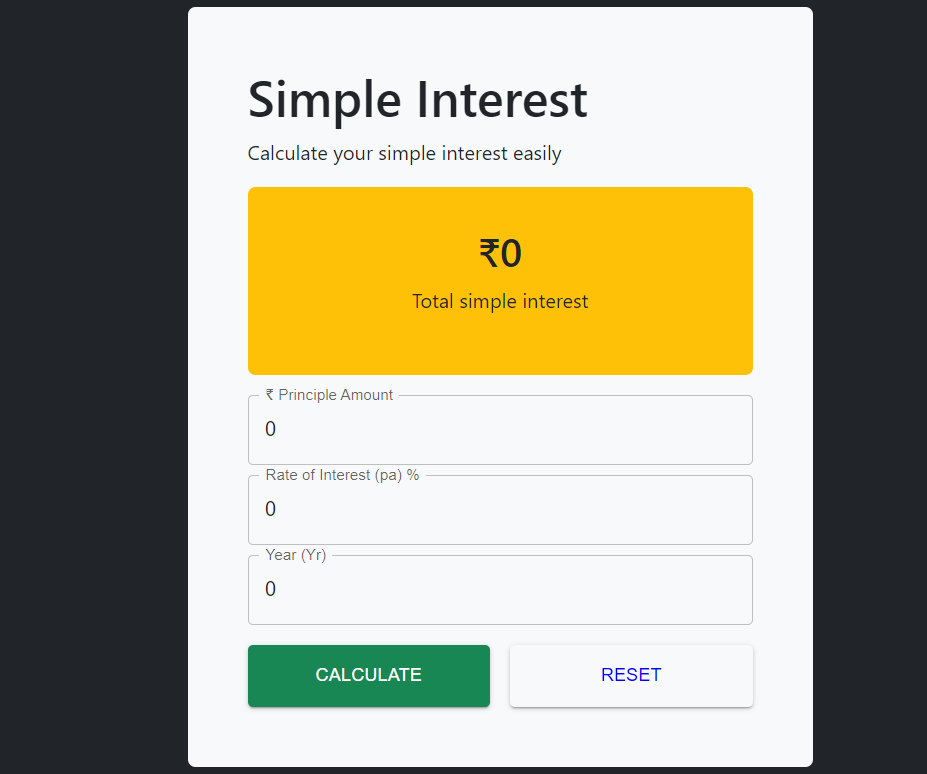 Simple Interest
Calculate your simple interest easily
₹0
Total simple interest
₹ Principle Amount
0
Rate of Interest (pa) %
0
Year (Yr)
0
CALCULATE
RESET